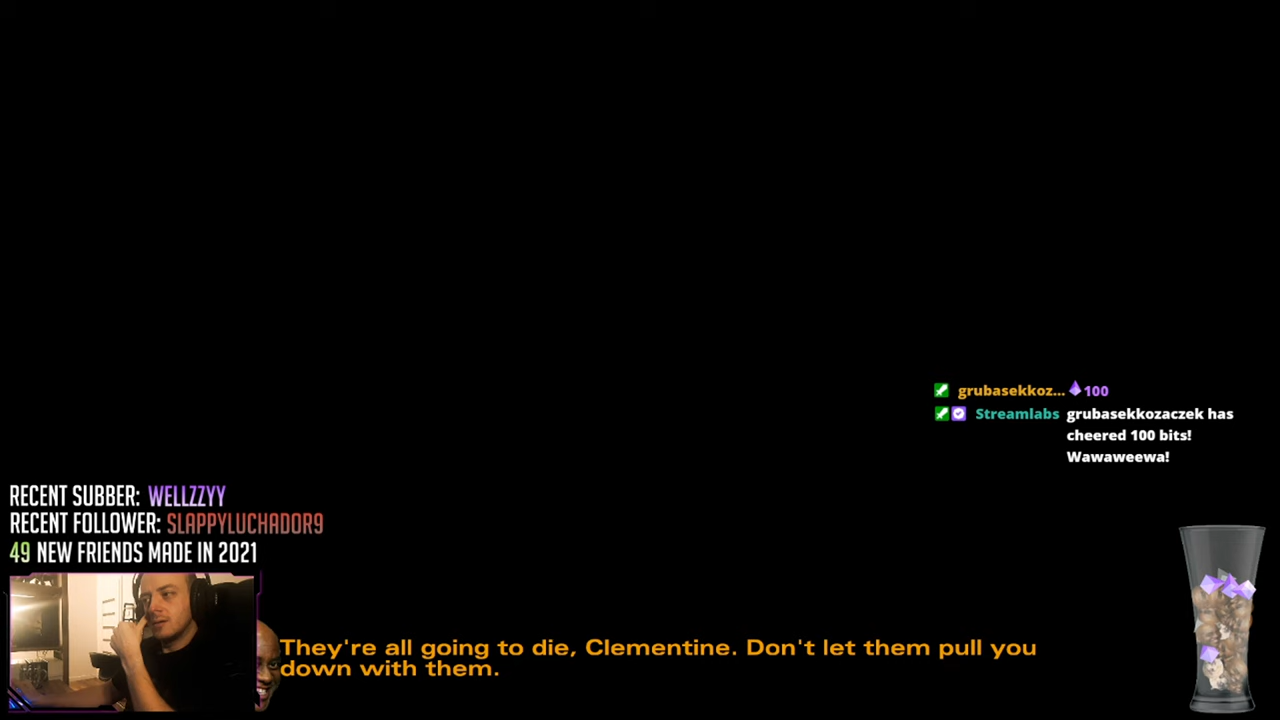 grubasekkoz... 100
Streamlabs grubasekkozaczek has
cheered 100 bits!
Wawaweewa!
RECENT SUBBER: WELLZZYY
RECENT FOLLOWER: SLAPPYLUCHADOR9
49 NEW FRIENDS MADE IN 2021
They're all going to die, Clementine. Don't let them pull you
down with them.